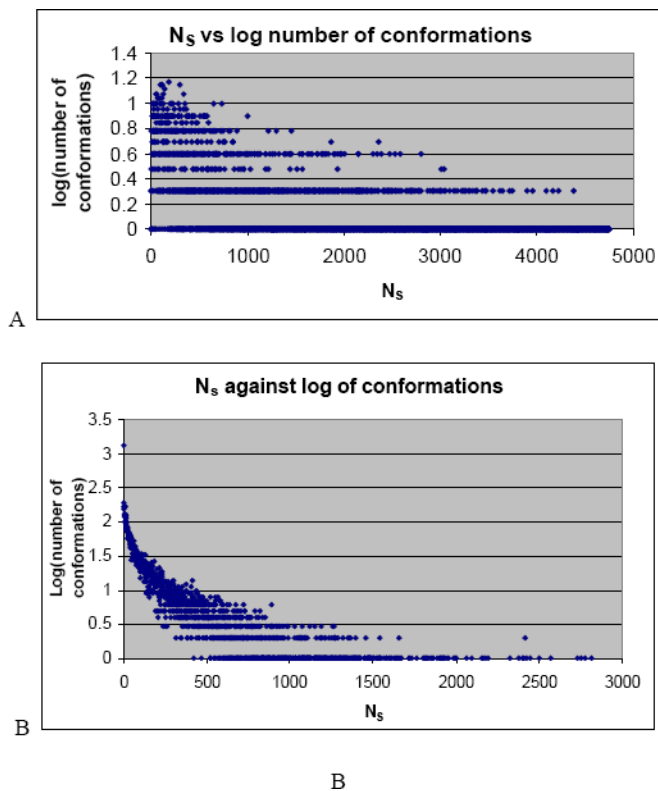 N_S vs log number of conformations
log(number of
conformations)
1.4
1.2
1
0.8
0.6
0.4
0.2
0
0 1000 2000 3000 4000 5000
N_S
A
N_s against log of conformations
Log(number of
conformations)
3.5
3
2.5
2
1.5
1
0.5
0
0 500 1000 1500 2000 2500 3000
N_S
B
B